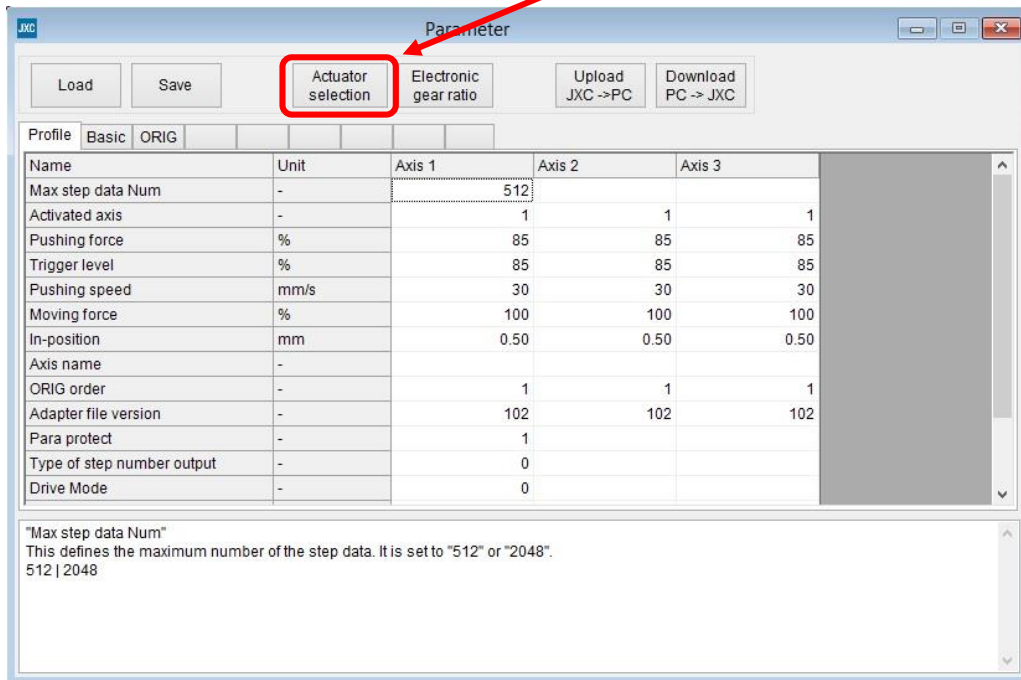 JXC
Parameter
Load Save Actuator selection Electronic gear ratio Upload JXC ->PC Download PC -> JXC
Profile Basic ORIG
Name Unit Axis 1 Axis 2 Axis 3
Max step data Num - 512
Activated axis - 1 1 1
Pushing force % 85 85 85
Trigger level % 85 85 85
Pushing speed mm/s 30 30 30
Moving force % 100 100 100
In-position mm 0.50 0.50 0.50
Axis name -
ORIG order - 1 1 1
Adapter file version - 102 102 102
Para protect - 1
Type of step number output - 0
Drive Mode - 0
"Max step data Num"
This defines the maximum number of the step data. It is set to "512" or "2048".
512 | 2048